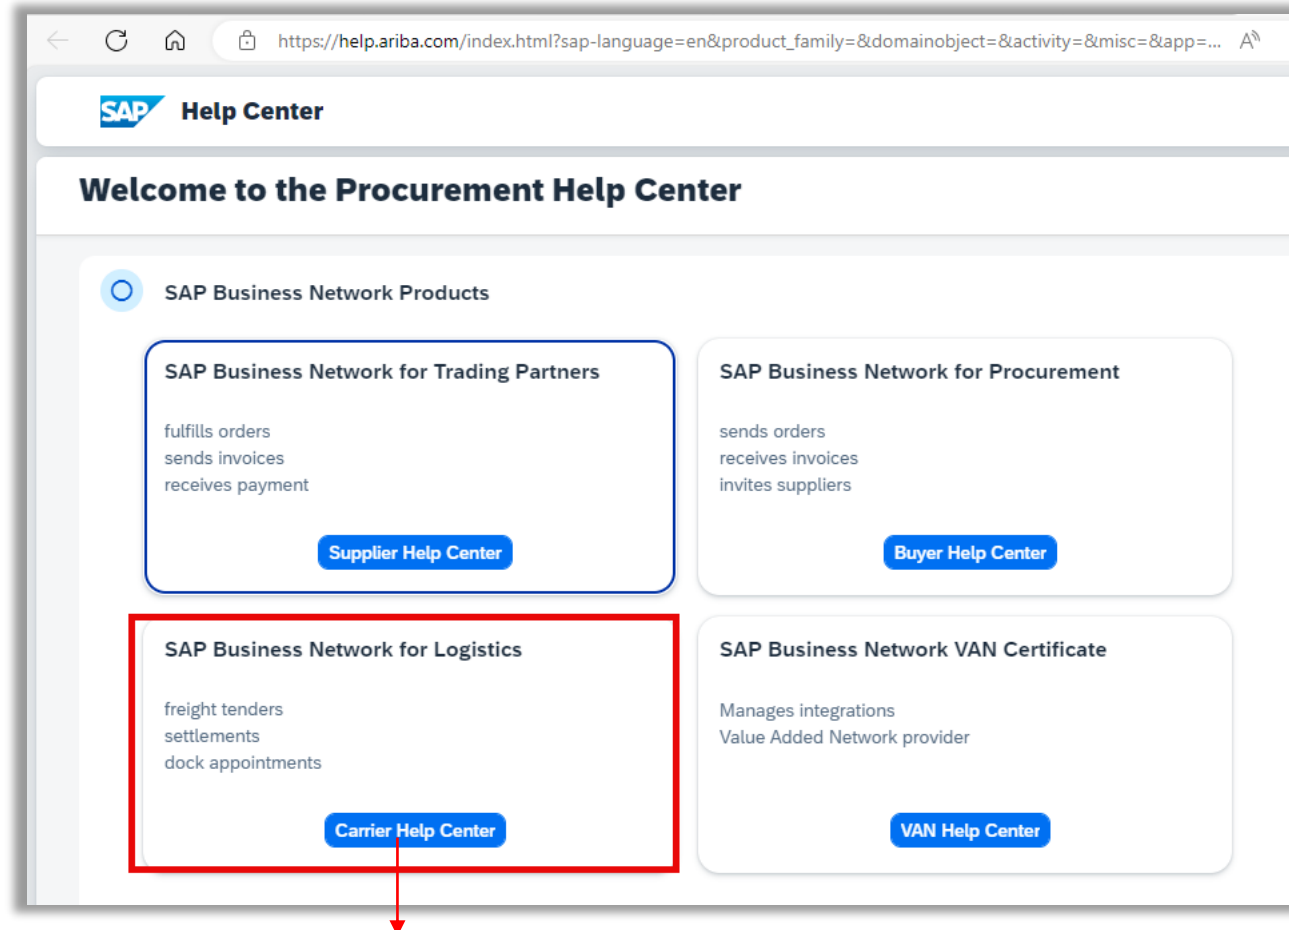 https://help.ariba.com/index.html?sap-language=en&product_family=&domainobject=&activity=&misc=&app=...
SAP Help Center
Welcome to the Procurement Help Center
SAP Business Network Products
SAP Business Network for Trading Partners
fulfills orders
sends invoices
receives payment
Supplier Help Center
SAP Business Network for Procurement
sends orders
receives invoices
invites suppliers
Buyer Help Center
SAP Business Network for Logistics
freight tenders
settlements
dock appointments
Carrier Help Center
SAP Business Network VAN Certificate
Manages integrations
Value Added Network provider
VAN Help Center